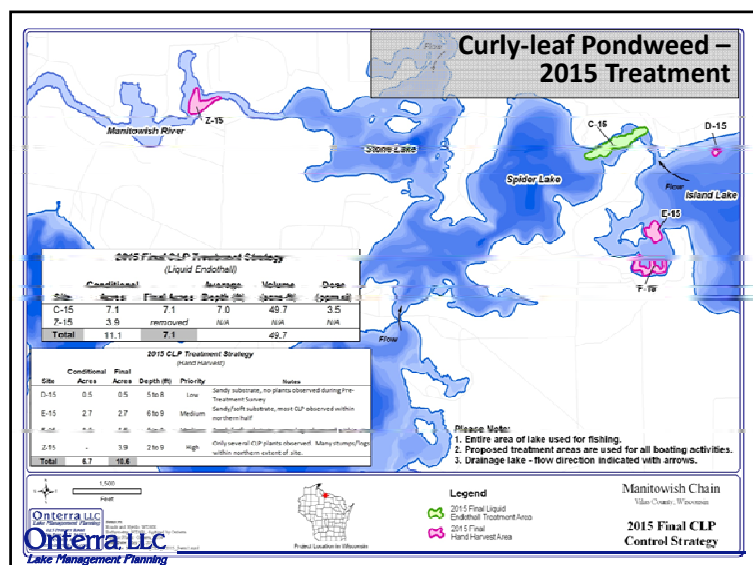 Curly-leaf Pondweed –
2015 Treatment
Flow
Z-15
Manitowish River
Stone Lake
C-15
D-15
Spider Lake
Flow
Island Lake
E-15
F-15
Flow
2015 Final CLP Treatment Strategy
(Liquid Endothall)
Conditional Average Volume Dose
Site Acres Final Acres Depth (ft) (acre-ft) (ppm ai)
C-15 7.1 7.1 7.0 49.7 3.5
Z-15 3.9 removed N/A N/A N/A
Total 11.1 7.1 49.7
2015 CLP Treatment Strategy
(Hand Harvest)
Conditional Final
Site Acres Acres Depth (ft) Priority Notes
D-15 0.5 0.5 5 to 8 Low Sandy substrate, no plants observed during Pre-
Treatment Survey
E-15 2.7 2.7 6 to 9 Medium Sandy/soft substrate, most CLP observed within
northern half
Z-15 - 3.9 2 to 9 High Only several CLP plants observed. Many stumps/logs
within northern extent of site.
Total 6.7 10.6
Please Note:
1. Entire area of lake used for fishing.
2. Proposed treatment areas are used for all boating activities.
3. Drainage lake - flow direction indicated with arrows.
1,500
Feet
Onterra LLC
Lake Management Planning
Onterra, LLC
Lake Management Planning
Project Location in Wisconsin
Legend
2015 Final Liquid
Endothall Treatment Area
2015 Final
Hand Harvest Area
Manitowish Chain
Vilas County, Wisconsin
2015 Final CLP
Control Strategy